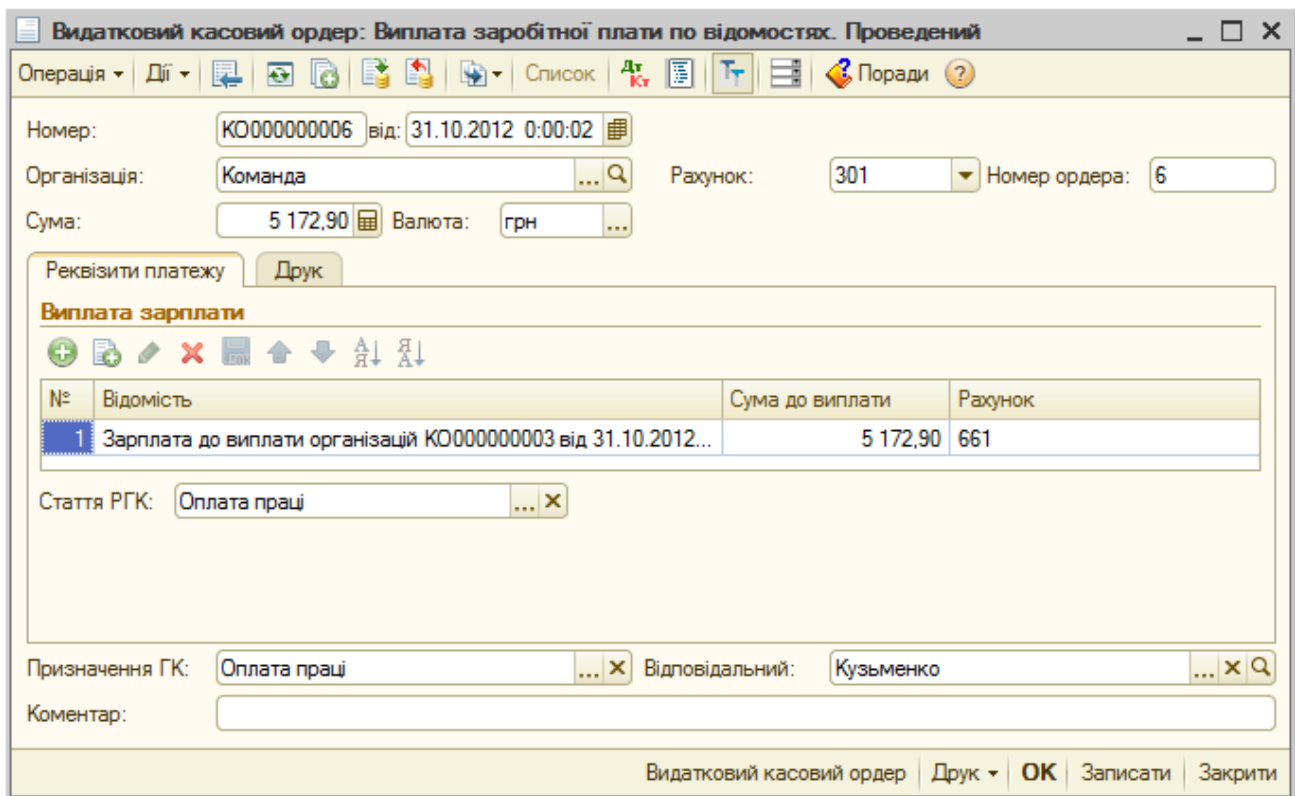 Видатковий касовий ордер: Виплата заробітної плати по відомостях. Проведений
Операція Дії Список Дт Кт Поради
Номер: КО000000006 від: 31.10.2012 0:00:02
Організація: Команда ... Рахунок: 301 Номер ордера: 6
Сума: 5 172,90 Валюта: грн ...
Реквізити платежу Друк
Виплата зарплати
№ Відомість Сума до виплати Рахунок
1 Зарплата до виплати організацій КО000000003 від 31.10.2012... 5 172,90 661
Стаття РГК: Оплата праці ...
Призначення ГК: Оплата праці ... Відповідальний: Кузьменко ...
Коментар:
Видатковий касовий ордер Друк ОК Записати Закрити